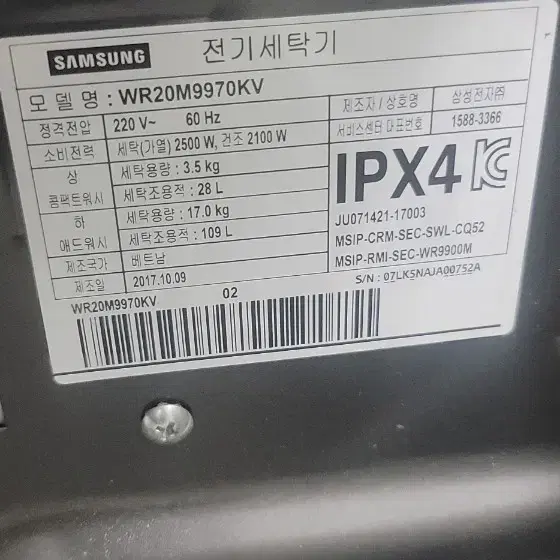 SAMSUNG 전기세탁기
모 델 명 : WR20M9970KV
제조자 / 상호명 삼성전자㈜
정격전압 220 V~ 60 Hz
서비스센터 대표번호 1588-3366
소비전력 세탁(가열) 2500 W, 건조 2100 W
상 콤팩트워시 세탁용량 : 3.5 kg
세탁조용적 : 28 L
하 애드워시 세탁용량 : 17.0 kg
세탁조용적 : 109 L
제조국가 베트남
제조일 2017.10.09
IPX4 KC
JU071421-17003
MSIP-CRM-SEC-SWL-CQ52
MSIP-RMI-SEC-WR9900M
S/N : 07LK5NAJA00752A
WR20M9970KV 02